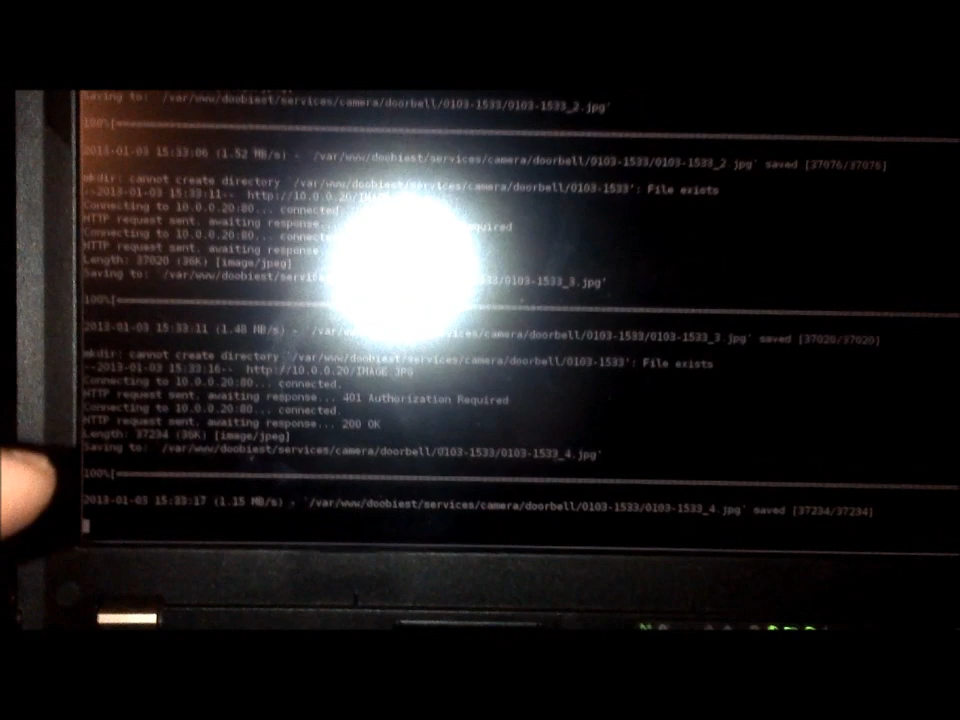 Saving to: `/var/www/doobiest/services/camera/doorbell/0103-1533/0103-1533_2.jpg'
100%[
2013-01-03 15:33:06 (1.52 MB/s) - `/var/www/doobiest/services/camera/doorbell/0103-1533/0103-1533_2.jpg' saved [37076/37076]
mkdir: cannot create directory `/var/www/doobiest/services/camera/doorbell/0103-1533': File exists
--2013-01-03 15:33:11-- http://10.0.0.20/
Connecting to 10.0.0.20:80... connected.
HTTP request sent, awaiting response...
Connecting to 10.0.0.20:80...
HTTP request sent, awaiting response
Length: 37020 (36K) [image/jpeg]
Saving to: `/var/www/doobiest/ /camera/doorbell/0103-1533/0103-1533_3.jpg'
100%[
2013-01-03 15:33:11 (1.48 MB/s) - `/var/ /camera/doorbell/0103-1533/0103-1533_3.jpg' saved [37020/37020]
mkdir: cannot create directory `/var/www/doobiest/services/camera/doorbell/0103-1533': File exists
--2013-01-03 15:33:16-- http://10.0.0.20/IMAGE.JPG
Connecting to 10.0.0.20:80... connected.
HTTP request sent, awaiting response... 401 Authorization Required
Connecting to 10.0.0.20:80... connected.
HTTP request sent, awaiting response... 200 OK
Length: 37234 (36K) [image/jpeg]
Saving to: `/var/www/doobiest/services/camera/doorbell/0103-1533/0103-1533_4.jpg'
100%[
2013-01-03 15:33:17 (1.15 MB/s) - `/var/www/doobiest/services/camera/doorbell/0103-1533/0103-1533_4.jpg' saved [37234/37234]